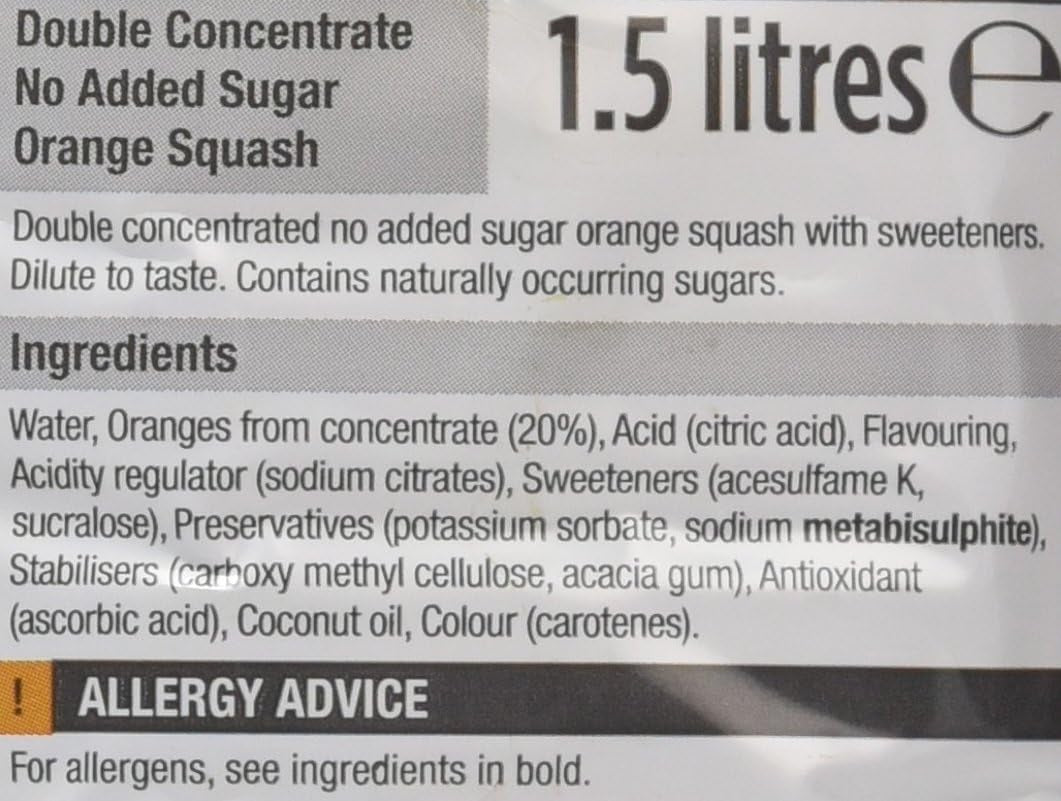 Double Concentrate
No Added Sugar
Orange Squash
1.5 litres ℮
Double concentrated no added sugar orange squash with sweeteners.
Dilute to taste. Contains naturally occurring sugars.
Ingredients
Water, Oranges from concentrate (20%), Acid (citric acid), Flavouring,
Acidity regulator (sodium citrates), Sweeteners (acesulfame K,
sucralose), Preservatives (potassium sorbate, sodium metabisulphite),
Stabilisers (carboxy methyl cellulose, acacia gum), Antioxidant
(ascorbic acid), Coconut oil, Colour (carotenes).
! ALLERGY ADVICE
For allergens, see ingredients in bold.